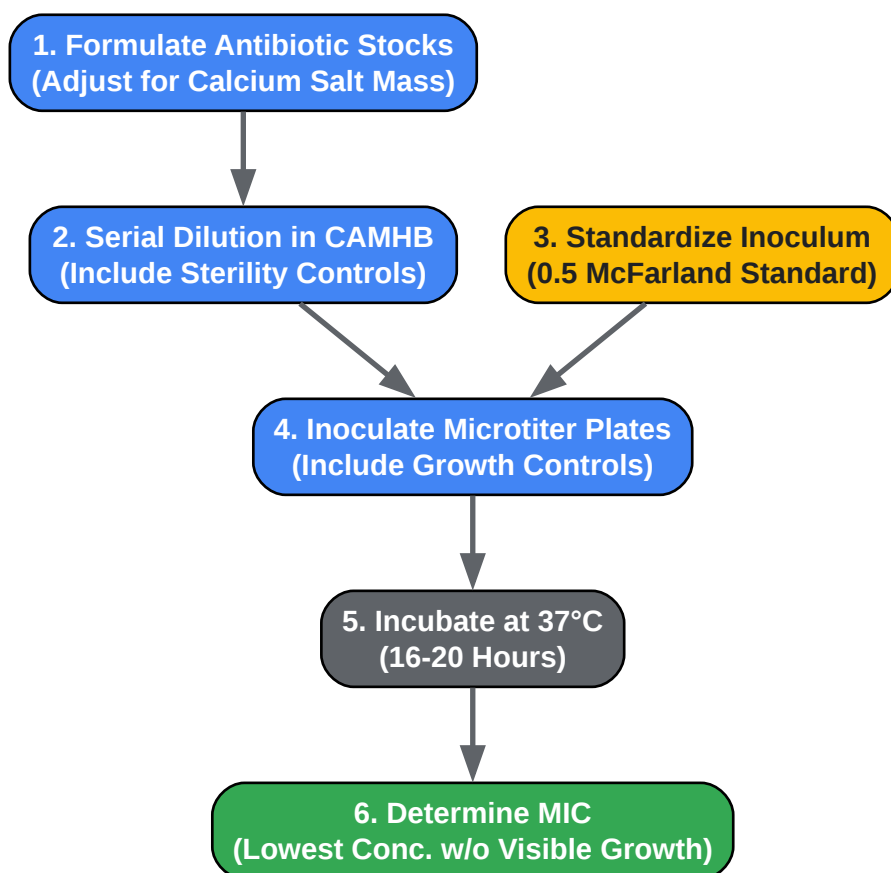 1. Formulate Antibiotic Stocks
(Adjust for Calcium Salt Mass)
2. Serial Dilution in CAMHB
(Include Sterility Controls)
3. Standardize Inoculum
(0.5 McFarland Standard)
4. Inoculate Microtiter Plates
(Include Growth Controls)
5. Incubate at 37°C
(16-20 Hours)
6. Determine MIC
(Lowest Conc. w/o Visible Growth)